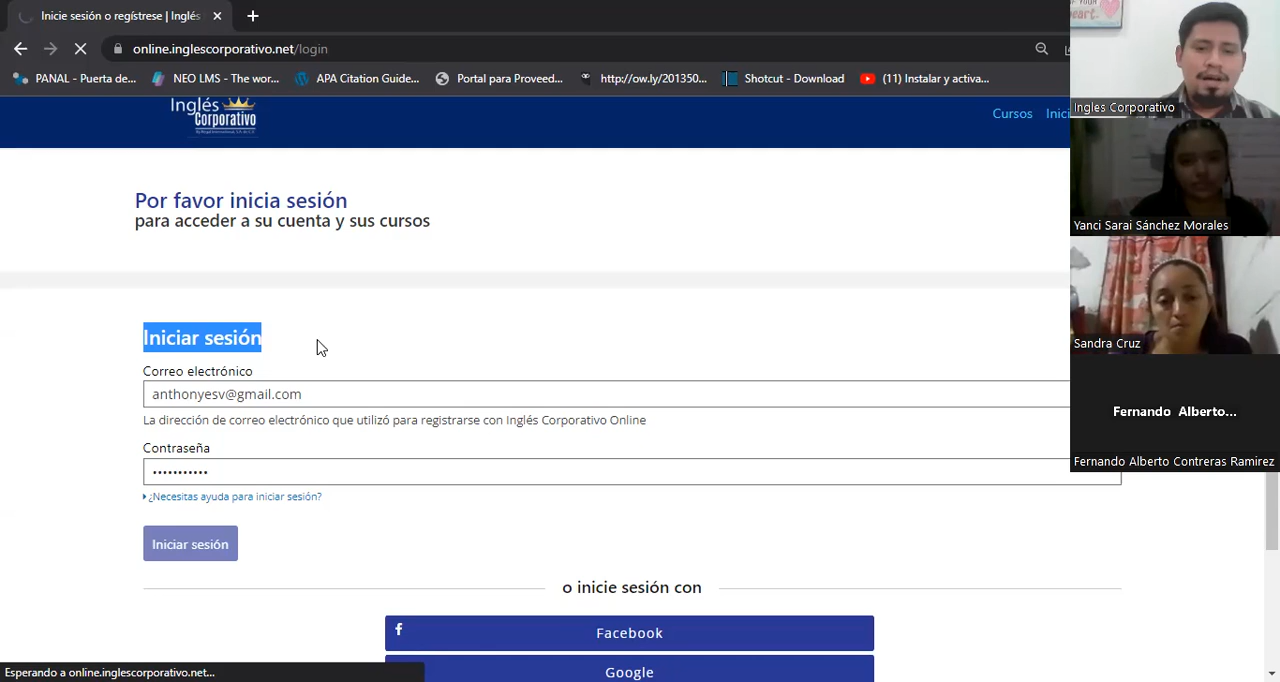 Inicie sesión o regístrese | Inglés
online.inglescorporativo.net/login
PANAL - Puerta de...
NEO LMS - The wor...
APA Citation Guide...
Portal para Proveed...
http://ow.ly/201350...
Shotcut - Download
(11) Instalar y activa...
Inglés
Corporativo
Cursos
Inici
Por favor inicia sesión
para acceder a su cuenta y sus cursos
Iniciar sesión
Correo electrónico
anthonyesv@gmail.com
La dirección de correo electrónico que utilizó para registrarse con Inglés Corporativo Online
Contraseña
•••••••••••
¿Necesitas ayuda para iniciar sesión?
Iniciar sesión
o inicie sesión con
Facebook
Google
Esperando a online.inglescorporativo.net...
heart.
Ingles Corporativo
Yanci Sarai Sánchez Morales
Sandra Cruz
Fernando Alberto...
Fernando Alberto Contreras Ramirez